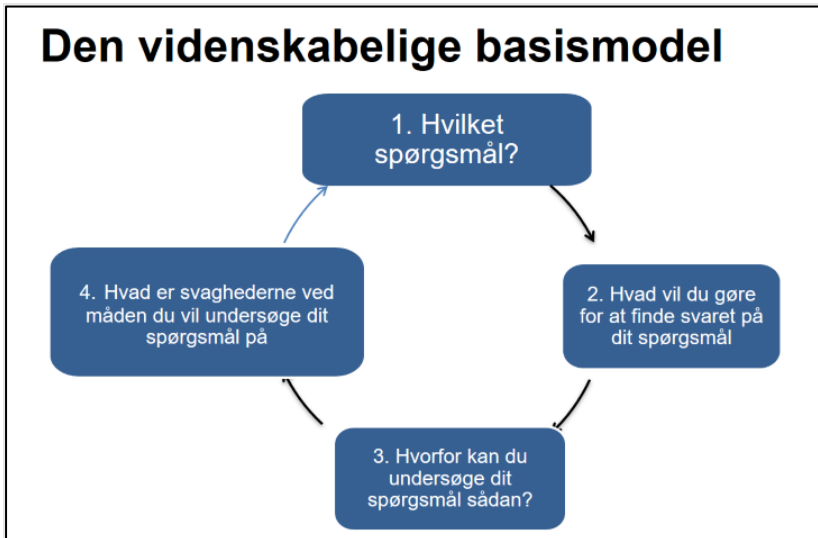 Den videnskabelige basismodel
1. Hvilket
spørgsmål?
2. Hvad vil du gøre
for at finde svaret på
dit spørgsmål
3. Hvorfor kan du
undersøge dit
spørgsmål sådan?
4. Hvad er svaghederne ved
måden du vil undersøge dit
spørgsmål på